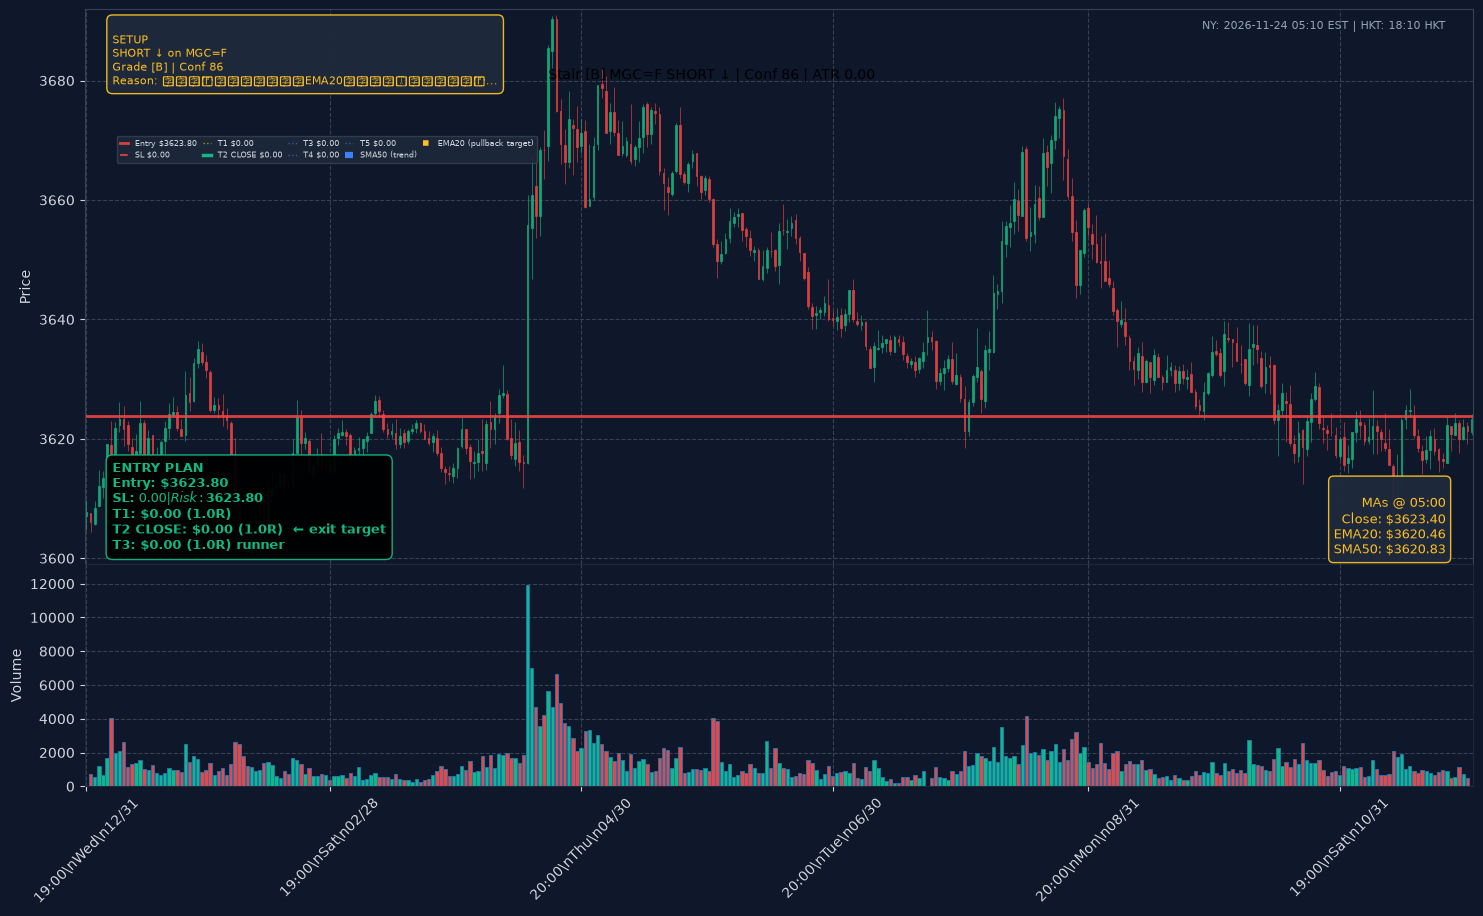 NY: 2026-11-24 05:10 EST | HKT: 18:10 HKT
SETUP
SHORT ↓ on MGC=F
Grade [B] | Conf 86
Reason: EMA20 ...
Stair [B] MGC=F SHORT ↓ | Conf 86 | ATR 0.00
Entry $3623.80 T1 $0.00 T3 $0.00 T5 $0.00 EMA20 (pullback target)
SL $0.00 T2 CLOSE $0.00 T4 $0.00 SMA50 (trend)
Price
3680
3660
3640
3620
3600
ENTRY PLAN
Entry: $3623.80
SL: 0.00|Risk:3623.80
T1: $0.00 (1.0R)
T2 CLOSE: $0.00 (1.0R) ← exit target
T3: $0.00 (1.0R) runner
MAs @ 05:00
Close: $3623.40
EMA20: $3620.46
SMA50: $3620.83
Volume
12000
10000
8000
6000
4000
2000
0
19:00\nWed\n12/31
19:00\nSat\n02/28
20:00\nThu\n04/30
20:00\nTue\n06/30
20:00\nMon\n08/31
19:00\nSat\n10/31